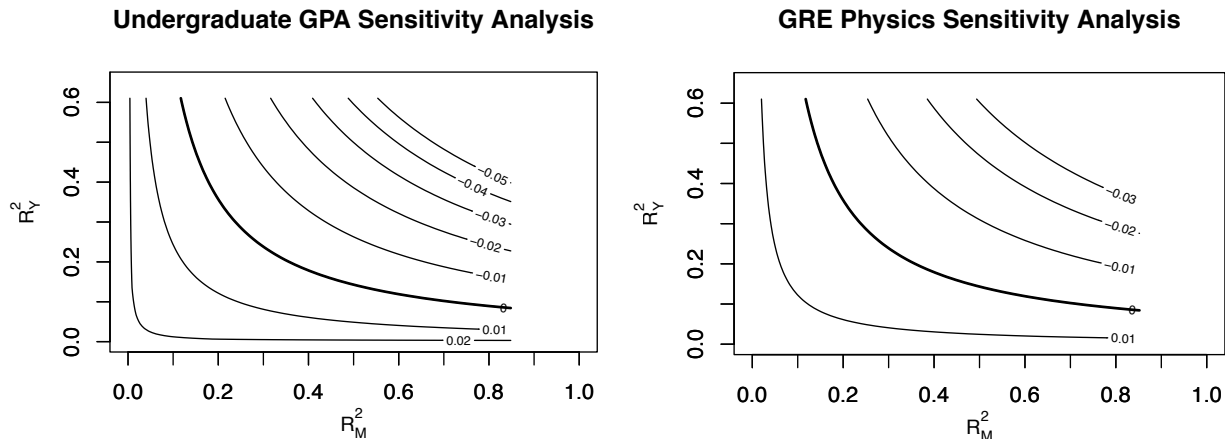 Undergraduate GPA Sensitivity Analysis
R²Y
0.6
0.4
0.2
0.0
−0.05
−0.04
−0.03
−0.02
−0.01
0
0.01
0.02
0.0 0.2 0.4 0.6 0.8 1.0
R²M
GRE Physics Sensitivity Analysis
R²Y
0.6
0.4
0.2
0.0
−0.03
−0.02
−0.01
0
0.01
0.0 0.2 0.4 0.6 0.8 1.0
R²M